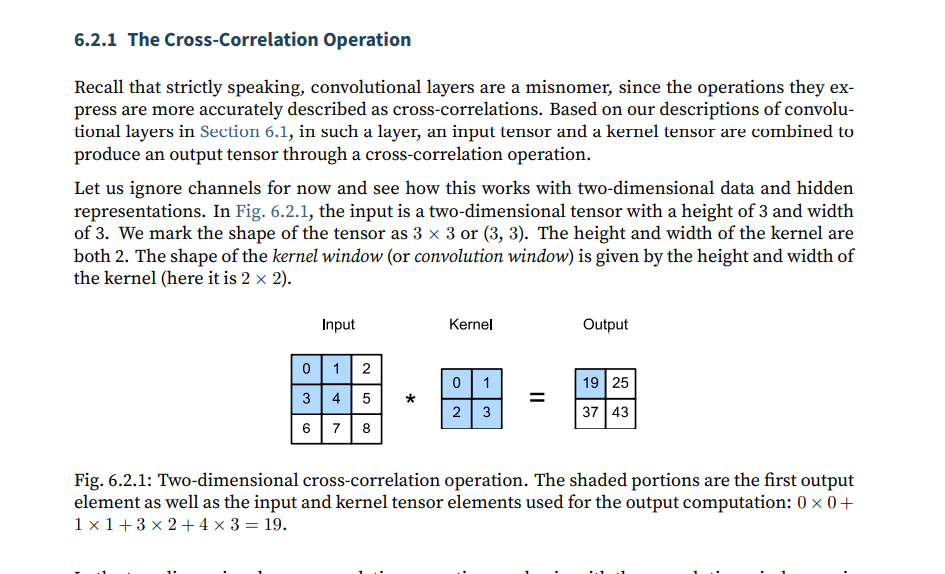 6.2.1 The Cross-Correlation Operation
Recall that strictly speaking, convolutional layers are a misnomer, since the operations they ex-
press are more accurately described as cross-correlations. Based on our descriptions of convolu-
tional layers in Section 6.1, in such a layer, an input tensor and a kernel tensor are combined to
produce an output tensor through a cross-correlation operation.
Let us ignore channels for now and see how this works with two-dimensional data and hidden
representations. In Fig. 6.2.1, the input is a two-dimensional tensor with a height of 3 and width
of 3. We mark the shape of the tensor as 3 × 3 or (3, 3). The height and width of the kernel are
both 2. The shape of the kernel window (or convolution window) is given by the height and width of
the kernel (here it is 2 × 2).
Input Kernel Output
0 1 2
3 4 5
6 7 8
*
0 1
2 3
=
19 25
37 43
Fig. 6.2.1: Two-dimensional cross-correlation operation. The shaded portions are the first output
element as well as the input and kernel tensor elements used for the output computation: 0 × 0 +
1 × 1 + 3 × 2 + 4 × 3 = 19.